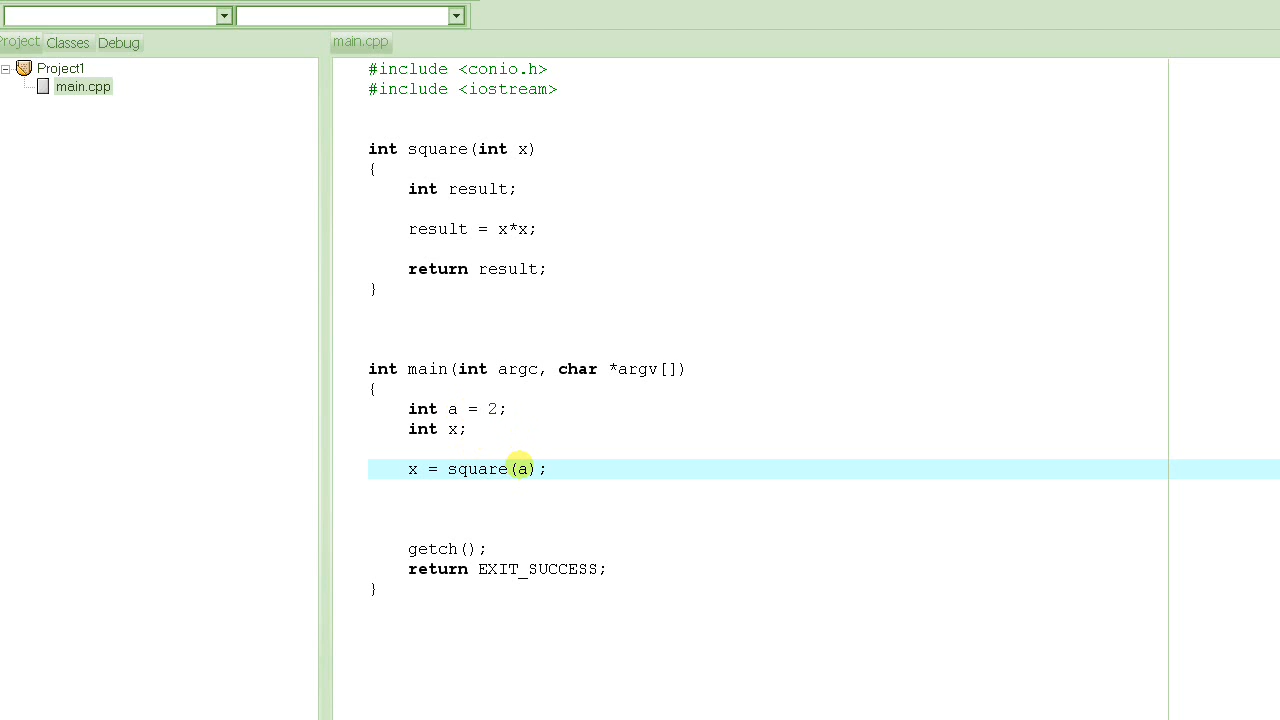 Project Classes Debug
main.cpp
Project1
main.cpp
#include <conio.h>
#include <iostream>
int square(int x)
{
    int result;
    result = x*x;
    return result;
}
int main(int argc, char *argv[])
{
    int a = 2;
    int x;
    x = square(a);
    getch();
    return EXIT_SUCCESS;
}